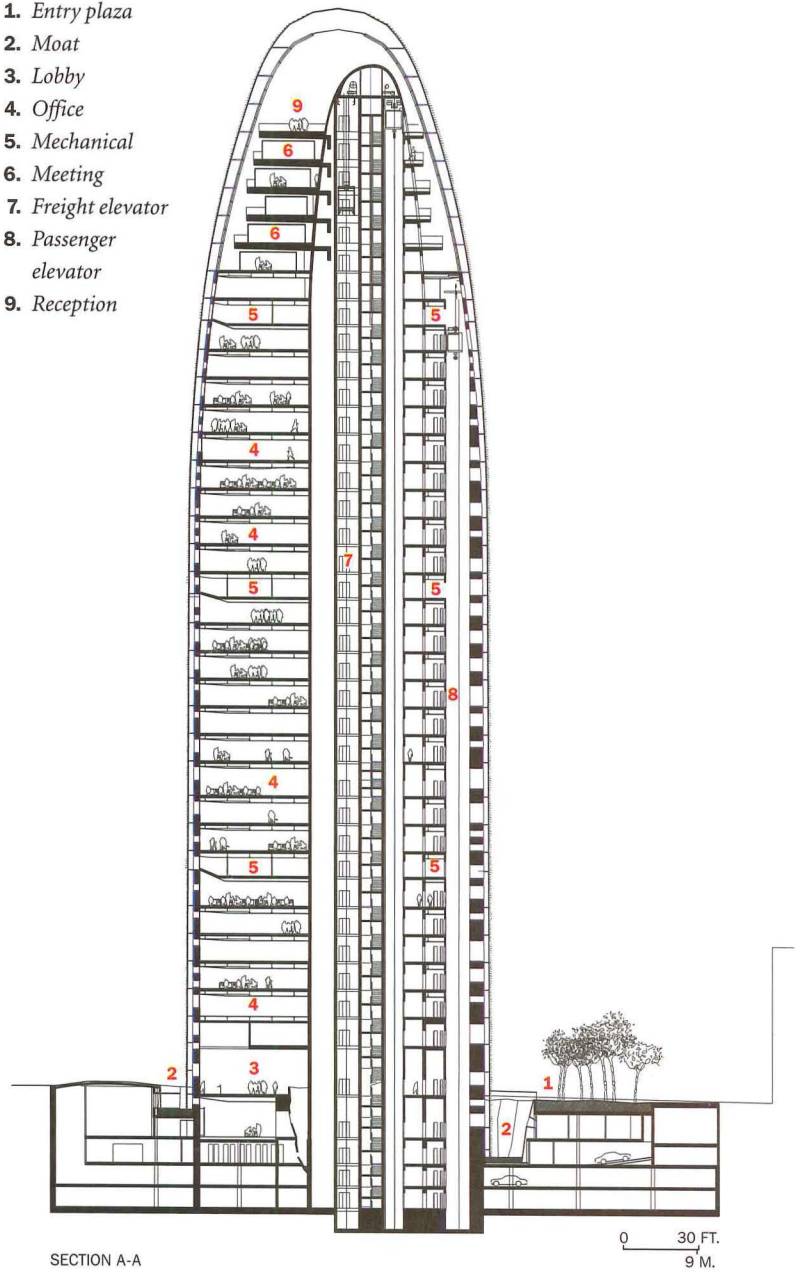 1. Entry plaza
2. Moat
3. Lobby
4. Office
5. Mechanical
6. Meeting
7. Freight elevator
8. Passenger
elevator
9. Reception
9
6
6
5 5
4
4
7
5 5
8
4
5 5
4
3
2 1
2
0 30 FT.
9 M.
SECTION A-A